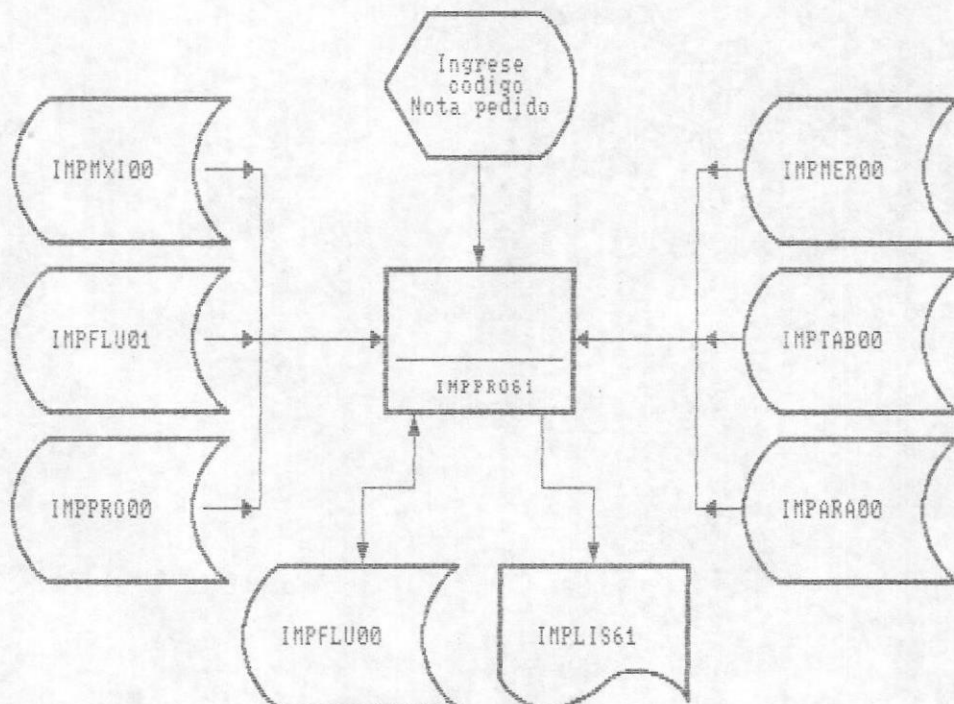 Ingrese
codigo
Nota pedido
IMPMXI00
IMPMER00
IMPFLU01
IMPTAB00
IMPPRO61
IMPPRO00
IMPARA00
IMPFLU00
IMPLIS61